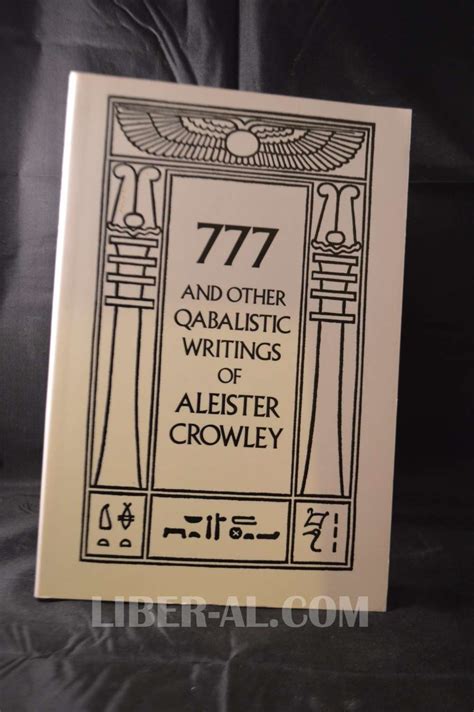 777
AND OTHER
QABALISTIC
WRITINGS
OF
ALEISTER
CROWLEY
LIBER-AL.COM